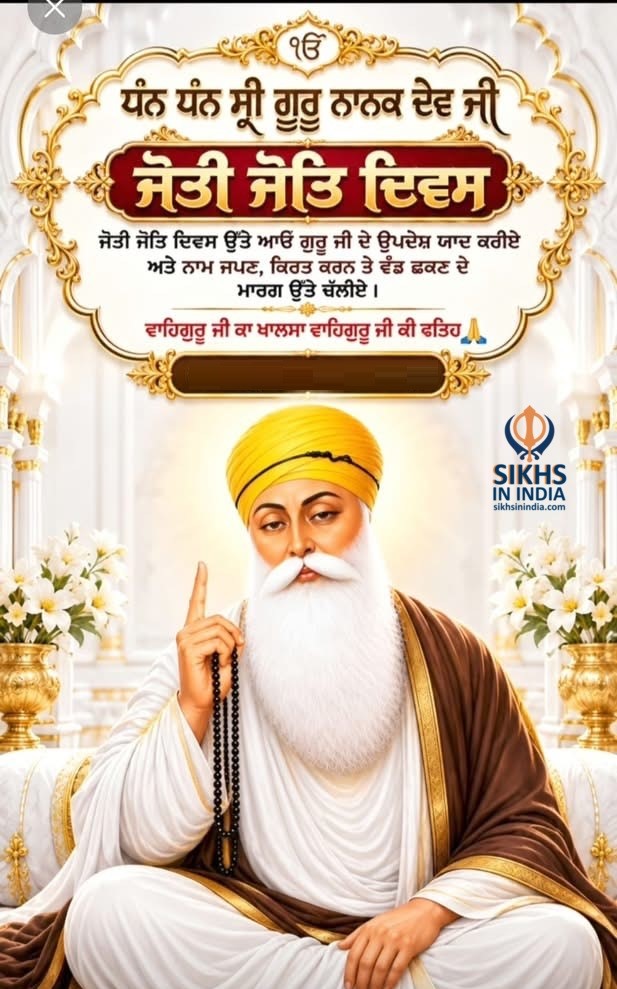 ੴ
ਧੰਨ ਧੰਨ ਸ੍ਰੀ ਗੁਰੂ ਨਾਨਕ ਦੇਵ ਜੀ
ਜੋਤੀ ਜੋਤਿ ਦਿਵਸ
ਜੋਤੀ ਜੋਤਿ ਦਿਵਸ ਉੱਤੇ ਆਓ ਗੁਰੂ ਜੀ ਦੇ ਉਪਦੇਸ਼ ਯਾਦ ਕਰੀਏ
ਅਤੇ ਨਾਮ ਜਪਣ, ਕਿਰਤ ਕਰਨ ਤੇ ਵੰਡ ਛਕਣ ਦੇ
ਮਾਰਗ ਉੱਤੇ ਚੱਲੀਏ।
ਵਾਹਿਗੁਰੂ ਜੀ ਕਾ ਖਾਲਸਾ ਵਾਹਿਗੁਰੂ ਜੀ ਕੀ ਫਤਿਹ🙏
SIKHS
IN INDIA
sikhsinindia.com